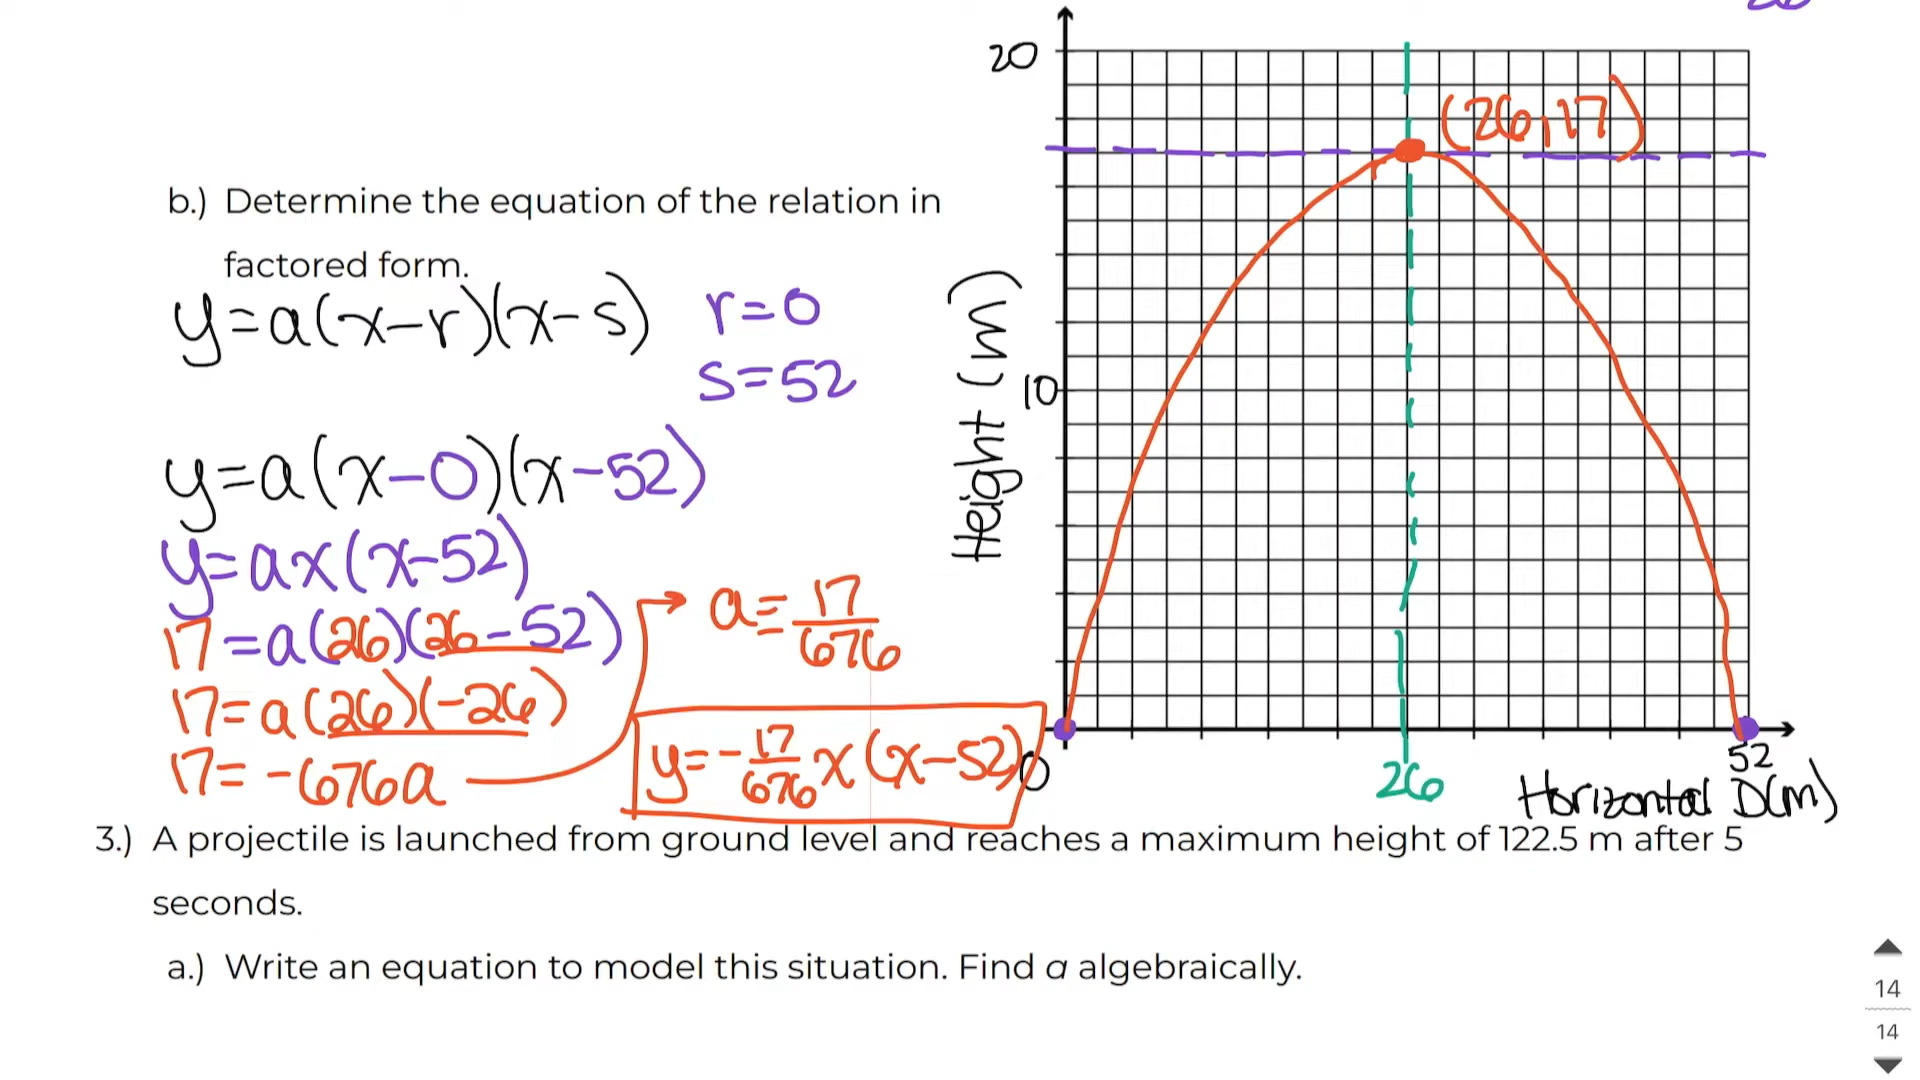 20
(26,17)
b.) Determine the equation of the relation in
factored form.
y=a(x-r)(x-s)
r=0
s=52
Height (m)
10
y=a(x-0)(x-52)
y=ax(x-52)
17=a(26)(26-52)
a= 17/676
17=a(26)(-26)
17=-676a
y=-17/676 x(x-52)
0
26
52
Horizontal D(m)
3.) A projectile is launched from ground level and reaches a maximum height of 122.5 m after 5
seconds.
a.) Write an equation to model this situation. Find a algebraically.
14
14